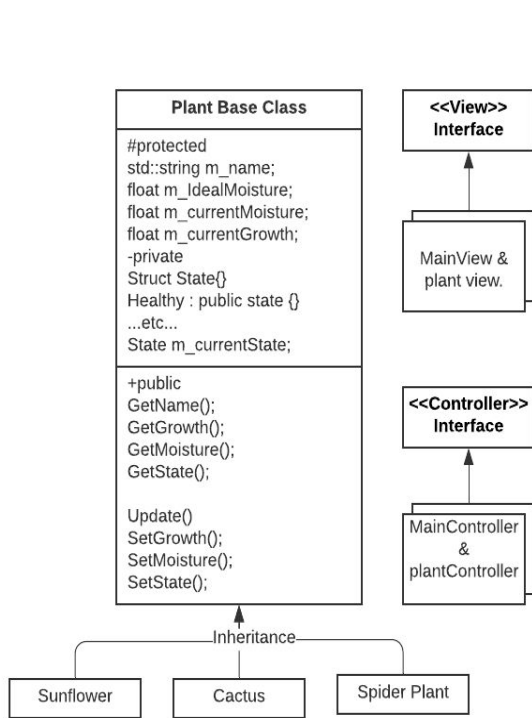 Plant Base Class
#protected
std::string m_name;
float m_IdealMoisture;
float m_currentMoisture;
float m_currentGrowth;
-private
Struct State{}
Healthy : public state {}
...etc...
State m_currentState;
+public
GetName();
GetGrowth();
GetMoisture();
GetState();
Update()
SetGrowth();
SetMoisture();
SetState();
Inheritance
Sunflower
Cactus
Spider Plant
<<View>>
Interface
MainView &
plant view.
<<Controller>>
Interface
MainController
&
plantController